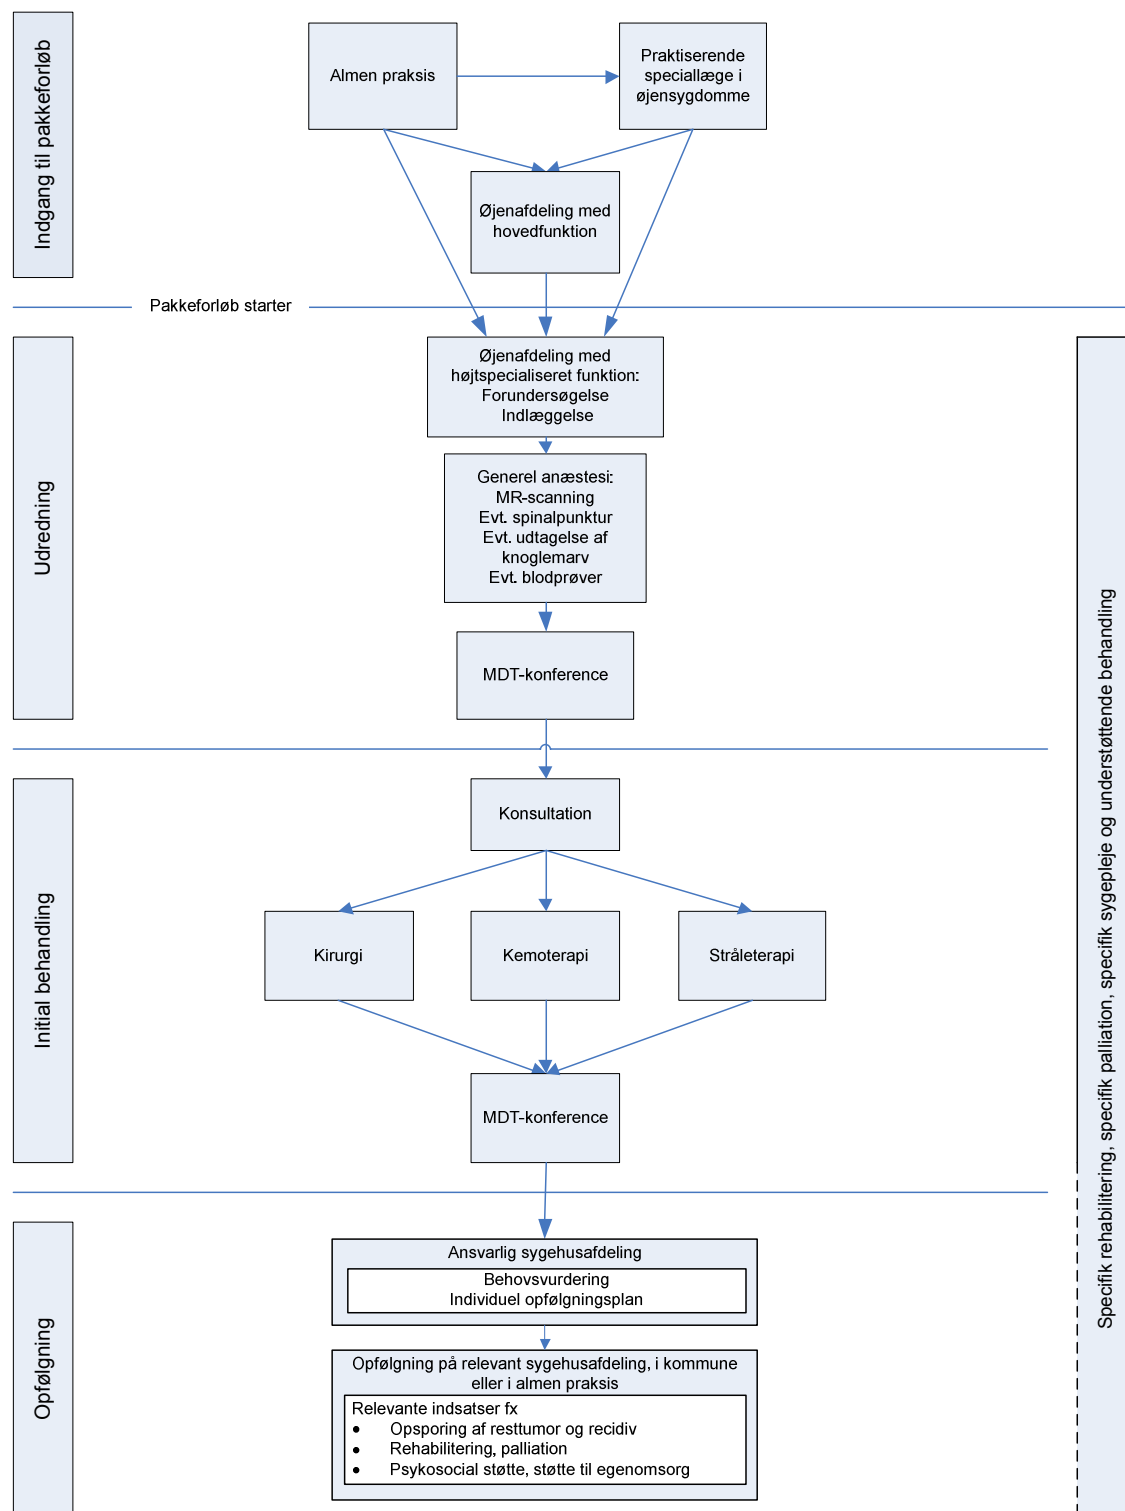 Indgang til pakkeforløb
Almen praksis
Praktiserende
speciallæge i
øjensygdomme
Øjenafdeling med
hovedfunktion
Pakkeforløb starter
Udredning
Øjenafdeling med
højtspecialiseret funktion:
Forundersøgelse
Indlæggelse
Generel anæstesi:
MR-scanning
Evt. spinalpunktur
Evt. udtagelse af
knoglemarv
Evt. blodprøver
MDT-konference
Initial behandling
Konsultation
Kirurgi
Kemoterapi
Stråleterapi
MDT-konference
Opfølgning
Ansvarlig sygehusafdeling
Behovsvurdering
Individuel opfølgningsplan
Opfølgning på relevant sygehusafdeling, i kommune
eller i almen praksis
Relevante indsatser fx
• Opsporing af resttumor og recidiv
• Rehabilitering, palliation
• Psykosocial støtte, støtte til egenomsorg
Specifik rehabilitering, specifik palliation, specifik sygepleje og understøttende behandling